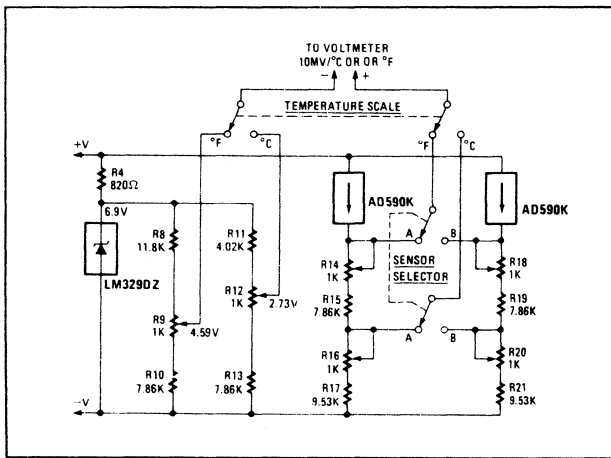 TO VOLTMETER
10MV/°C OR OR °F
− +
TEMPERATURE SCALE
°F °C
°F °C
+V
R4
820Ω
6.9V
LM329DZ
R8
11.8K
R9
1K
4.59V
R10
7.86K
R11
4.02K
R12
1K
2.73V
R13
7.86K
AD590K
AD590K
A B
SENSOR
SELECTOR
A B
R14
1K
R15
7.86K
R16
1K
R17
9.53K
R18
1K
R19
7.86K
R20
1K
R21
9.53K
−V